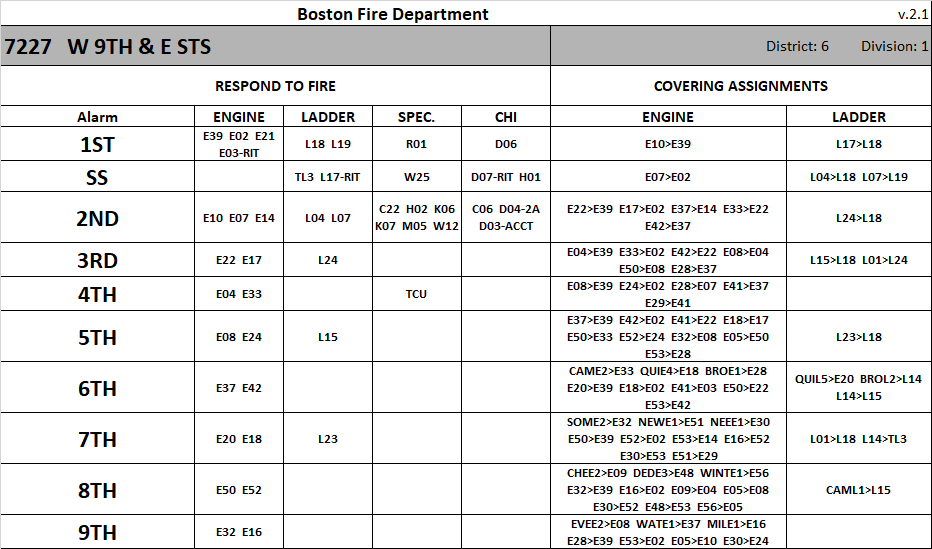 Boston Fire Department v.2.1
7227 W 9TH & E STS District: 6 Division: 1
RESPOND TO FIRE COVERING ASSIGNMENTS
Alarm ENGINE LADDER SPEC. CHI ENGINE LADDER
1ST
E39 E02 E21
E03-RIT
L18 L19
R01
D06
E10>E39
L17>L18
SS
TL3 L17-RIT
W25
D07-RIT H01
E07>E02
L04>L18 L07>L19
2ND
E10 E07 E14
L04 L07
C22 H02 K06
K07 M05 W12
C06 D04-2A
D03-ACCT
E22>E39 E17>E02 E37>E14 E33>E22
E42>E37
L24>L18
3RD
E22 E17
L24
E04>E39 E33>E02 E42>E22 E08>E04
E50>E08 E28>E37
L15>L18 L01>L24
4TH
E04 E33
TCU
E08>E39 E24>E02 E28>E07 E41>E37
E29>E41
5TH
E08 E24
L15
E37>E39 E42>E02 E41>E22 E18>E17
E50>E33 E52>E24 E32>E08 E05>E50
E53>E28
L23>L18
6TH
E37 E42
CAME2>E33 QUIE4>E18 BROE1>E28
E20>E39 E18>E02 E41>E03 E50>E22
E53>E42
QUIL5>E20 BROL2>L14
L14>L15
7TH
E20 E18
L23
SOME2>E32 NEWE1>E51 NEEE1>E30
E50>E39 E52>E02 E53>E14 E16>E52
E30>E53 E51>E29
L01>L18 L14>TL3
8TH
E50 E52
CHEE2>E09 DEDE3>E48 WINTE1>E56
E32>E39 E16>E02 E09>E04 E05>E08
E30>E52 E48>E53 E56>E05
CAML1>L15
9TH
E32 E16
EVEE2>E08 WATE1>E37 MILE1>E16
E28>E39 E53>E02 E05>E10 E30>E24